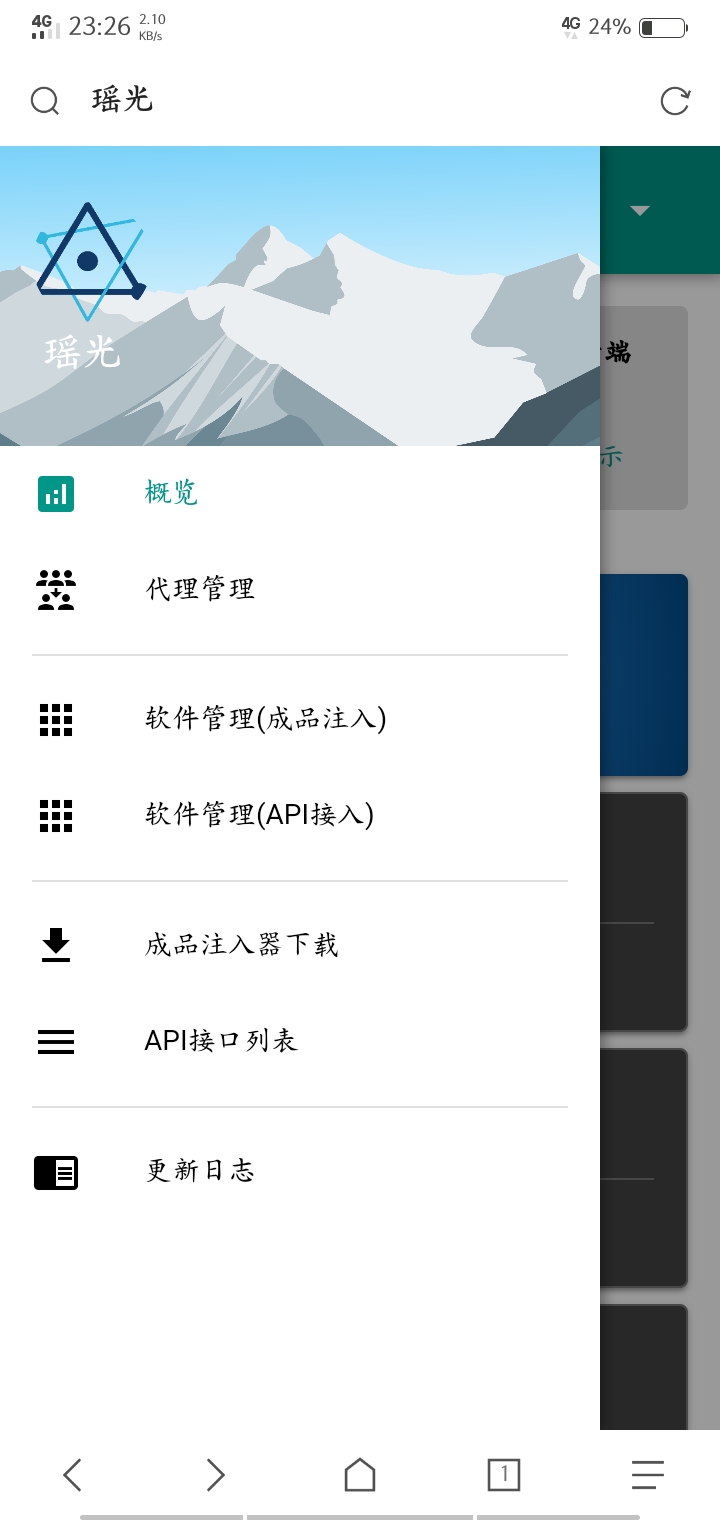 4G 23:26 2.10 KB/s 4G 24%
瑶光
瑶光
端
示
概览
代理管理
软件管理(成品注入)
软件管理(API接入)
成品注入器下载
API接口列表
更新日志
1